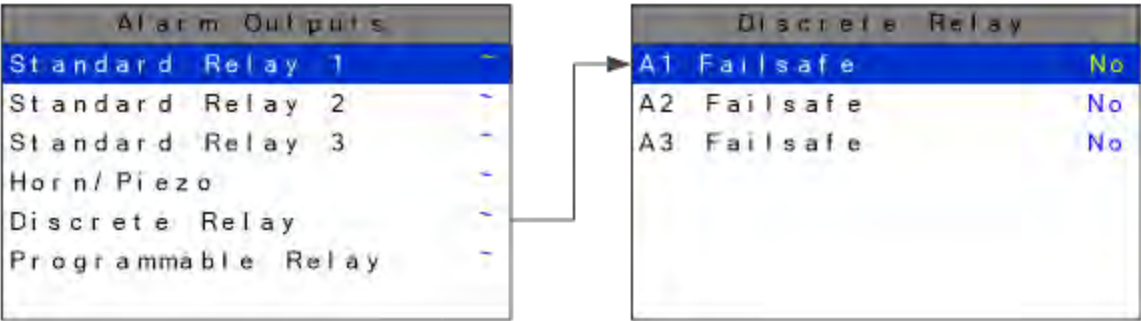 Alarm Outputs
Standard Relay 1 ~
Standard Relay 2 ~
Standard Relay 3 ~
Horn/Piezo ~
Discrete Relay ~
Programmable Relay ~
Discrete Relay
A1 Failsafe No
A2 Failsafe No
A3 Failsafe No